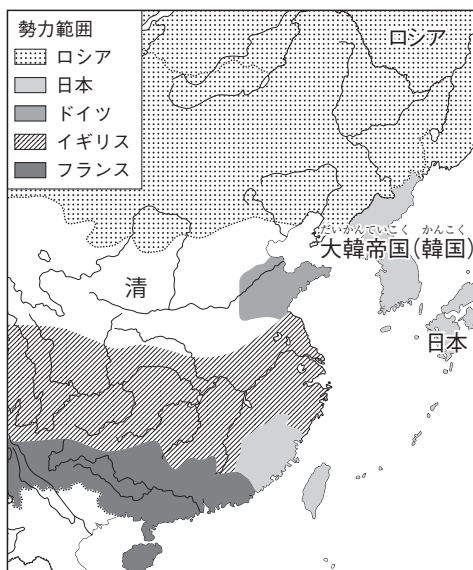 勢力範囲
ロシア
日本
ドイツ
イギリス
フランス
ロシア
だいかんていこく かんこく
大韓帝国(韓国)
清
日本